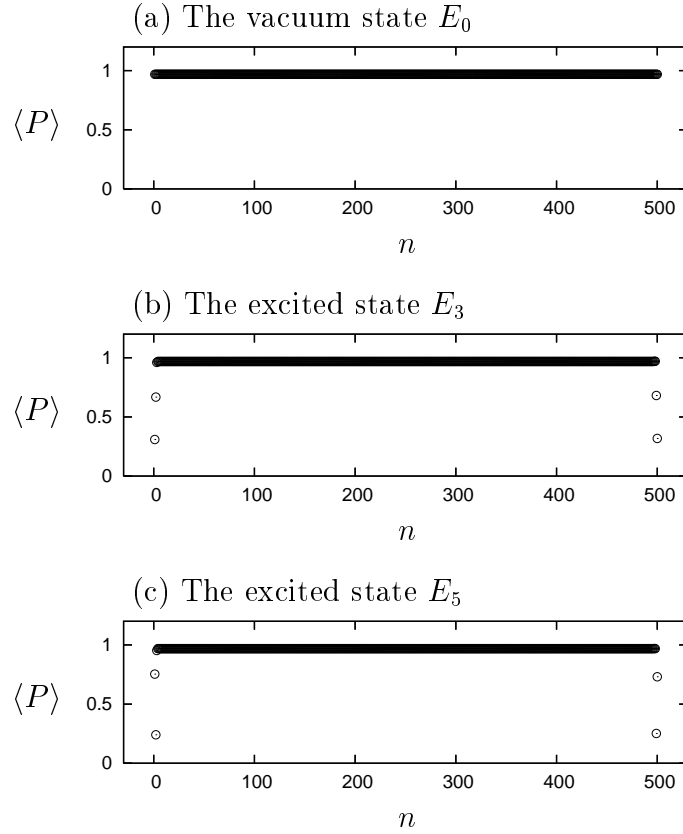 (a) The vacuum state E₀
1
⟨P⟩ 0.5
0
0 100 200 300 400 500
n
(b) The excited state E₃
1
⟨P⟩ 0.5
0
0 100 200 300 400 500
n
(c) The excited state E₅
1
⟨P⟩ 0.5
0
0 100 200 300 400 500
n